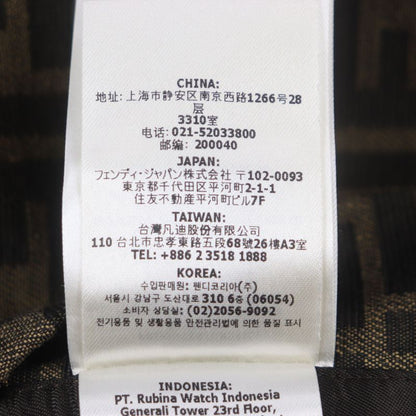 CHINA:
地址: 上海市静安区南京西路1266号28
层
3310室
电话: 021-52033800
邮编: 200040
JAPAN:
フェンディ・ジャパン株式会社〒102-0093
東京都千代田区平河町2-1-1
住友不動産平河町ビル7F
TAIWAN:
台灣凡迪股份有限公司
110 台北市忠孝東路五段68號26樓A3室
TEL: +886 2 3518 1888
KOREA:
수입판매원: 펜디코리아(주)
서울시 강남구 도산대로 310 6층 (06054)
소비자 상담실: (02)2056-9092
전기용품 및 생활용품 안전관리법에 의한 품질 표시
INDONESIA:
PT. Rubina Watch Indonesia
Generali Tower 23rd Floor,